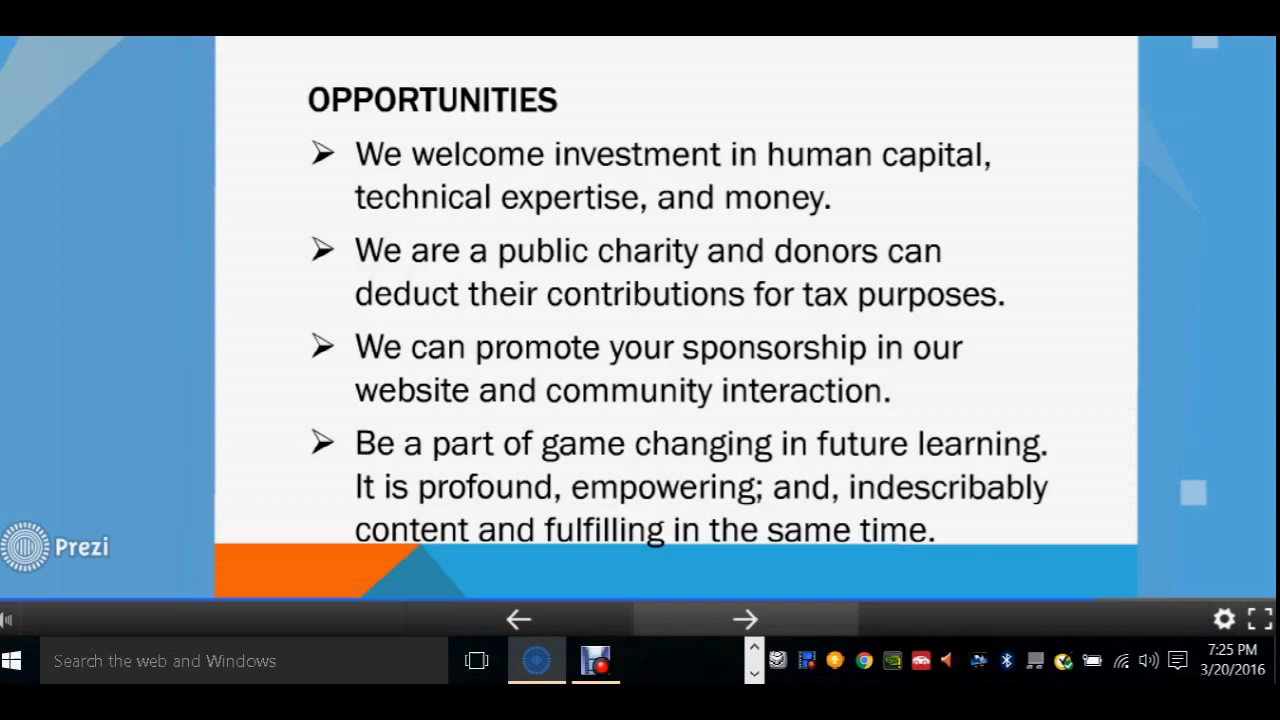 OPPORTUNITIES
We welcome investment in human capital,
technical expertise, and money.
We are a public charity and donors can
deduct their contributions for tax purposes.
We can promote your sponsorship in our
website and community interaction.
Be a part of game changing in future learning.
It is profound, empowering; and, indescribably
content and fulfilling in the same time.
Prezi
Search the web and Windows
7:25 PM
3/20/2016